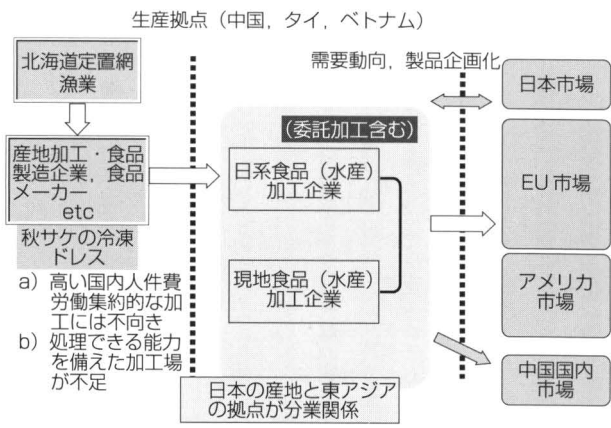 生産拠点（中国，タイ，ベトナム）
北海道定置網
漁業
産地加工・食品
製造企業，食品
メーカー
etc
秋サケの冷凍
ドレス
a）高い国内人件費
労働集約的な加
工には不向き
b）処理できる能力
を備えた加工場
が不足
（委託加工含む）
日系食品（水産）
加工企業
現地食品（水産）
加工企業
日本の産地と東アジア
の拠点が分業関係
需要動向，製品企画化
日本市場
EU 市場
アメリカ
市場
中国国内
市場